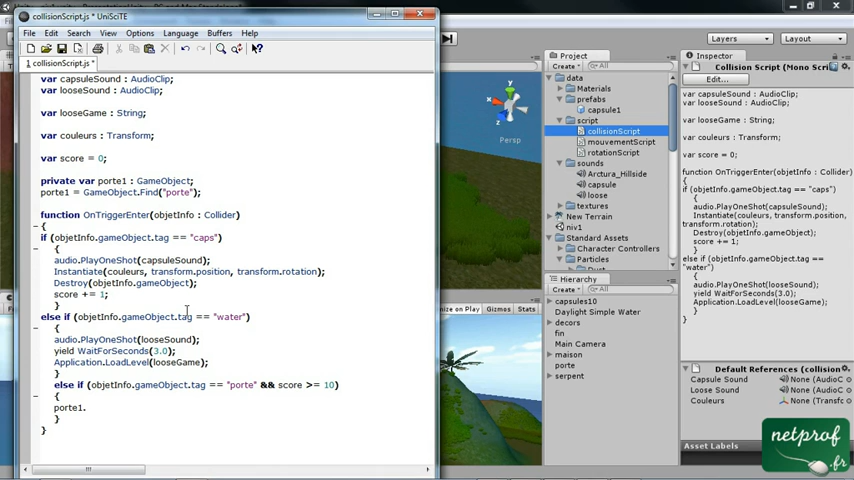 collisionScript.js * UniSciTE
File Edit Search View Tools Options Language Buffers Help
1 collisionScript.js *
var capsuleSound : AudioClip;
var looseSound : AudioClip;
var looseGame : String;
var couleurs : Transform;
var score = 0;
private var porte1 : GameObject;
porte1 = GameObject.Find("porte");
function OnTriggerEnter(objetInfo : Collider)
{
if (objetInfo.gameObject.tag == "caps")
{
audio.PlayOneShot(capsuleSound);
Instantiate(couleurs, transform.position, transform.rotation);
Destroy(objetInfo.gameObject);
score += 1;
}
else if (objetInfo.gameObject.tag == "water")
{
audio.PlayOneShot(looseSound);
yield WaitForSeconds(3.0);
Application.LoadLevel(looseGame);
}
else if (objetInfo.gameObject.tag == "porte" && score >= 10)
{
porte1.
}
}
y
x
z
Persp
Project
Create
data
Materials
prefabs
capsule1
script
collisionScript
mouvementScript
rotationScript
sounds
Arctura_Hillside
capsule
loose
textures
New Terrain
niv1
Standard Assets
Character Controllers
Particles
Hierarchy
Create
All
capsules10
Daylight Simple Water
decors
fin
Main Camera
maison
porte
serpent
Layers
Layout
Inspector
Collision Script (Mono Scri
Edit...
var capsuleSound : AudioClip;
var looseSound : AudioClip;
var looseGame : String;
var couleurs : Transform;
var score = 0;
function OnTriggerEnter(objetInfo : Collider)
{
if (objetInfo.gameObject.tag == "caps")
{
audio.PlayOneShot(capsuleSound);
Instantiate(couleurs, transform.position,
transform.rotation);
Destroy(objetInfo.gameObject);
score += 1;
}
else if (objetInfo.gameObject.tag ==
"water")
{
audio.PlayOneShot(looseSound);
yield WaitForSeconds(3.0);
Application.LoadLevel(looseGame);
}
}
Default References (collision
Capsule Sound None (AudioC
Loose Sound None (AudioC
Couleurs None (Transfo
Asset Labels
netprof
.fr